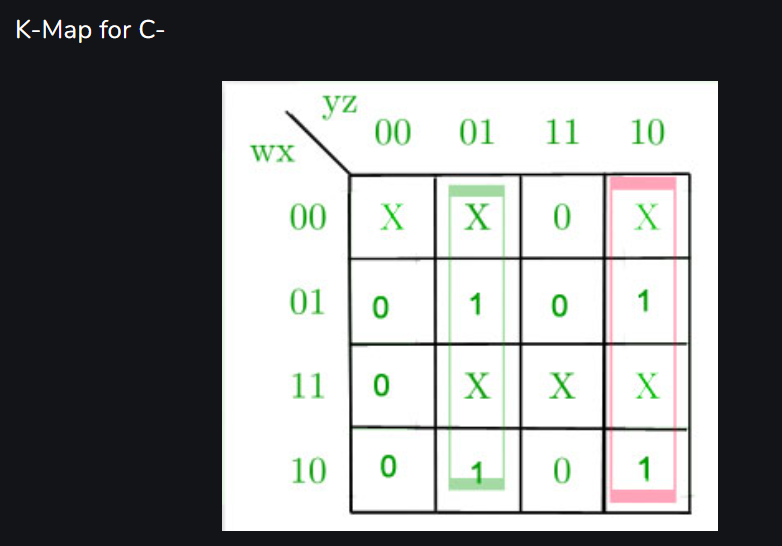 K-Map for C-
yz
wx
00 01 11 10
00 X X 0 X
01 0 1 0 1
11 0 X X X
10 0 1 0 1